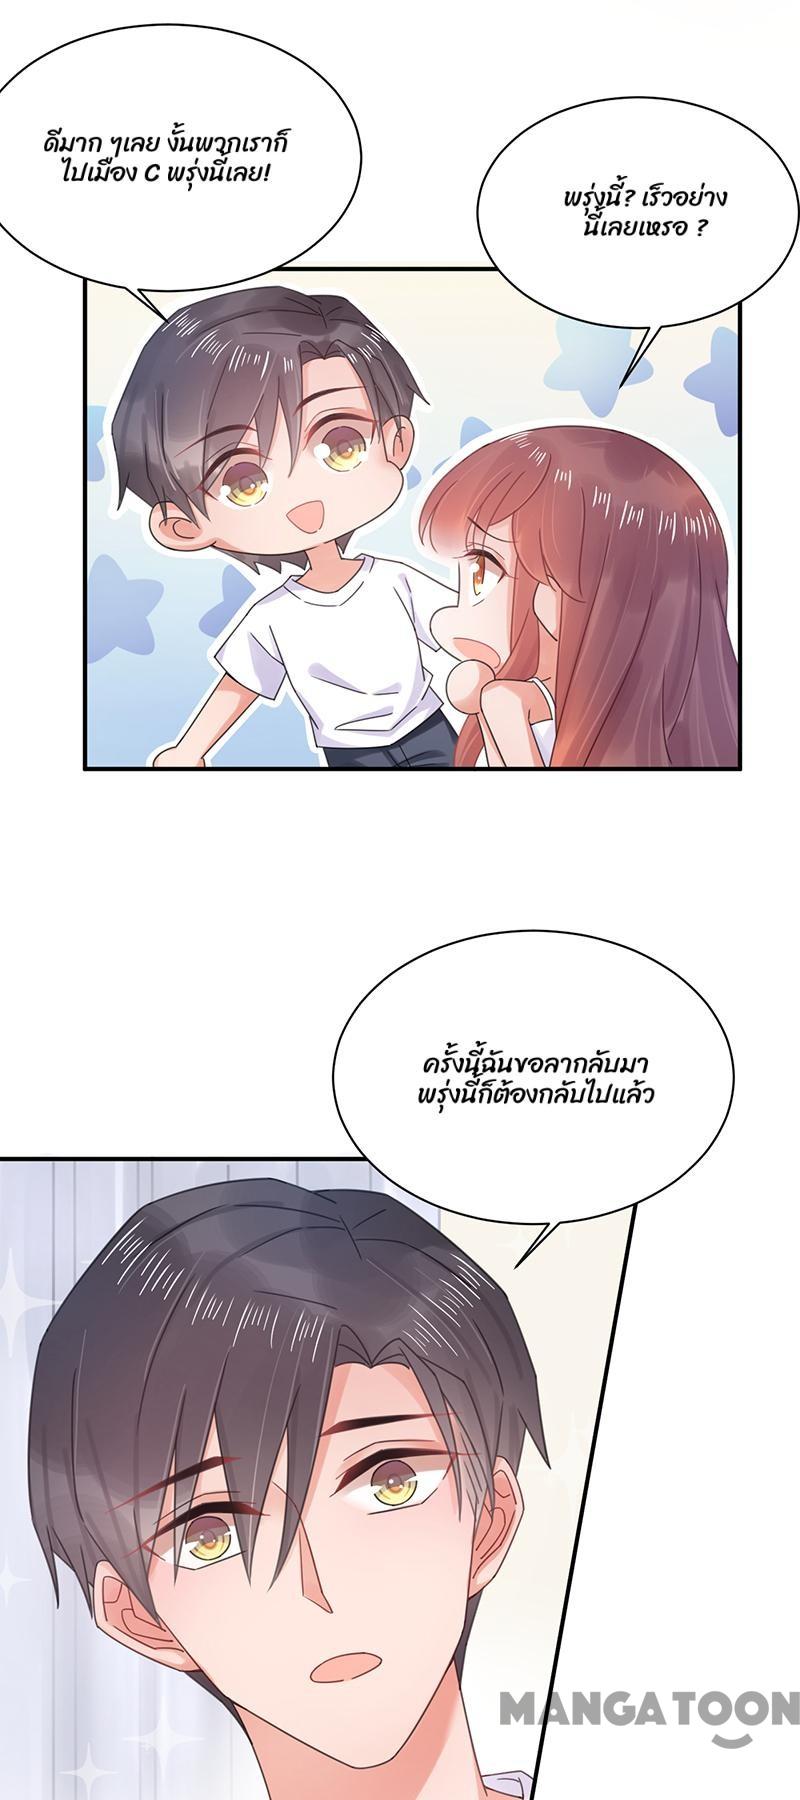 ดีมาก ๆเลย งั้นพวกเราก็
ไปเมือง C พรุ่งนี้เลย!
พรุ่งนี้? เร็วอย่าง
นี้เลยเหรอ ?
ครั้งนี้ฉันขอลากลับมา
พรุ่งนี้ก็ต้องกลับไปแล้ว
MANGATOON